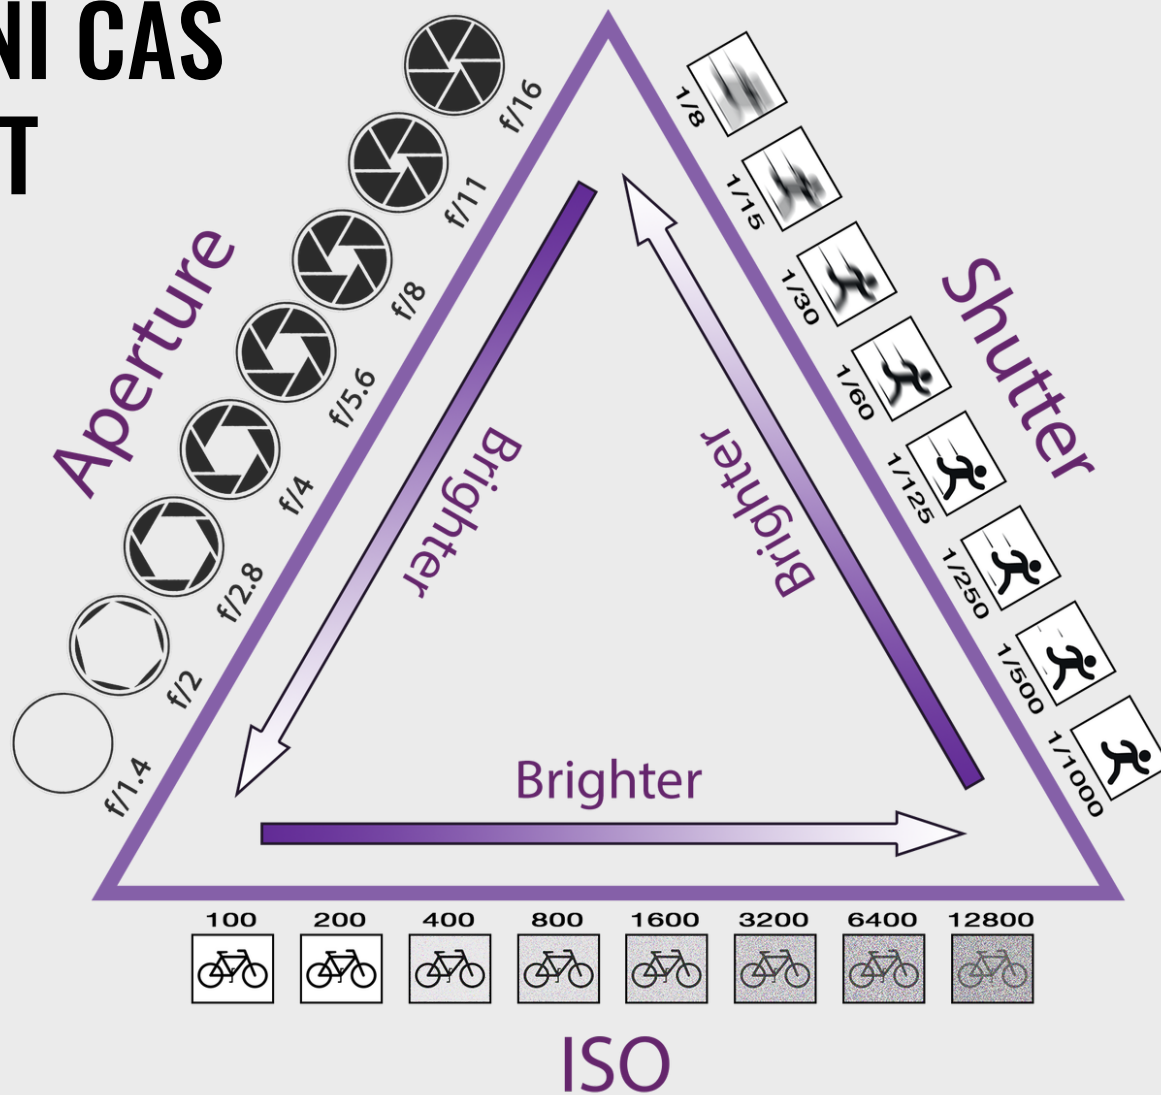 NI CAS
T
Aperture
f/16
f/11
f/8
f/5.6
f/4
f/2.8
f/2
f/1.4
Shutter
1/8
1/15
1/30
1/60
1/125
1/250
1/500
1/1000
Brighter
Brighter
Brighter
100 200 400 800 1600 3200 6400 12800
ISO